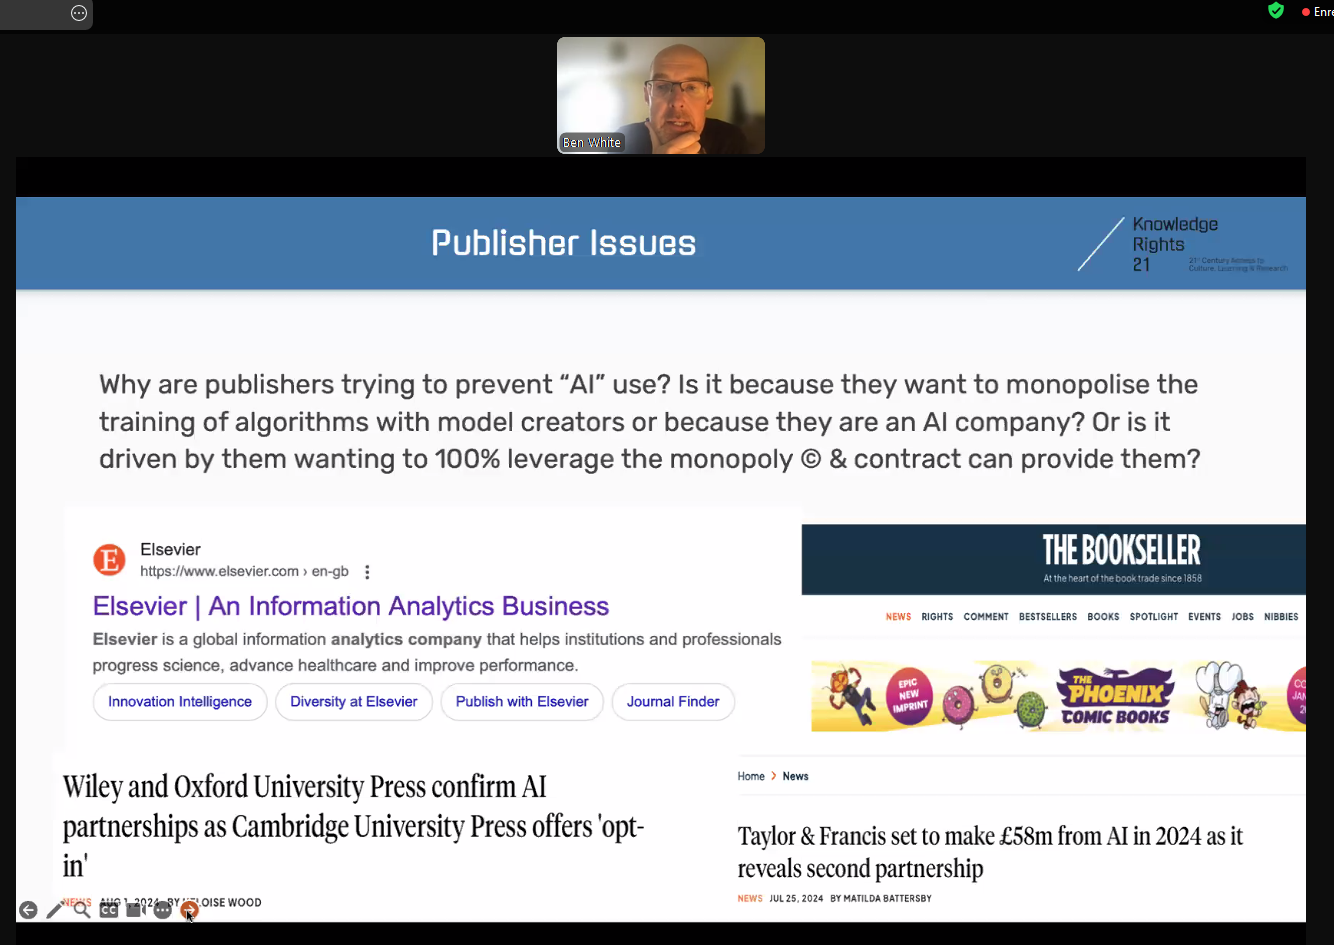 Enre
Ben White
Publisher Issues
Knowledge
Rights
21
21st Century Access to
Culture, Learning & Research
Why are publishers trying to prevent “AI” use? Is it because they want to monopolise the
training of algorithms with model creators or because they are an AI company? Or is it
driven by them wanting to 100% leverage the monopoly © & contract can provide them?
E
Elsevier
https://www.elsevier.com › en-gb
Elsevier | An Information Analytics Business
Elsevier is a global information analytics company that helps institutions and professionals
progress science, advance healthcare and improve performance.
Innovation Intelligence
Diversity at Elsevier
Publish with Elsevier
Journal Finder
THE BOOKSELLER
At the heart of the book trade since 1858
NEWS RIGHTS COMMENT BESTSELLERS BOOKS SPOTLIGHT EVENTS JOBS NIBBIES
EPIC
NEW
IMPRINT
THE
PHOENIX
COMIC BOOKS
CO
JAN
2
Wiley and Oxford University Press confirm AI
partnerships as Cambridge University Press offers 'opt-
in'
NEWS AUG 1, 2024 BY HELOISE WOOD
Home > News
Taylor & Francis set to make £58m from AI in 2024 as it
reveals second partnership
NEWS JUL 25, 2024 BY MATILDA BATTERSBY
CC